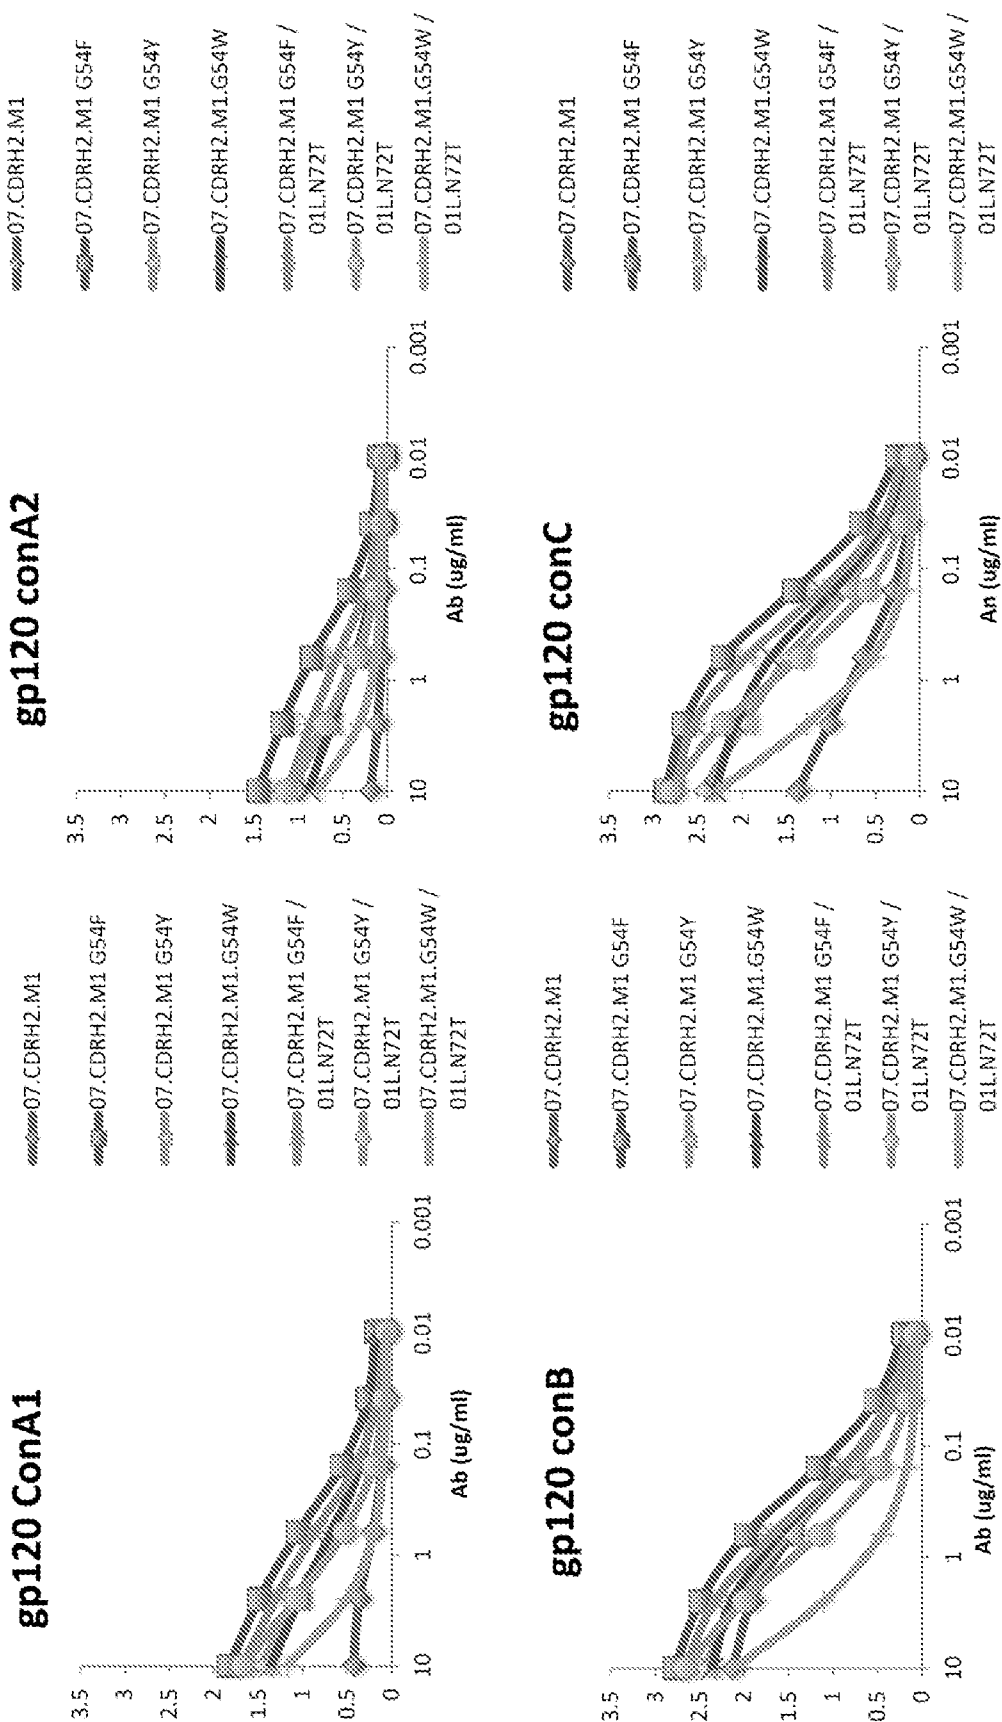 gp120 ConA1
3.5
3
2.5
2
1.5
1
0.5
0
10
1
0.1
0.01
0.001
Ab (ug/ml)
07.CDRH2.M1
07.CDRH2.M1 G54F
07.CDRH2.M1 G54Y
07.CDRH2.M1.G54W
07.CDRH2.M1 G54F /
01L.N72T
07.CDRH2.M1 G54Y /
01L.N72T
07.CDRH2.M1.G54W /
01L.N72T
gp120 conA2
3.5
3
2.5
2
1.5
1
0.5
0
10
1
0.1
0.01
0.001
Ab (ug/ml)
07.CDRH2.M1
07.CDRH2.M1 G54F
07.CDRH2.M1 G54Y
07.CDRH2.M1.G54W
07.CDRH2.M1 G54F /
01L.N72T
07.CDRH2.M1 G54Y /
01L.N72T
07.CDRH2.M1.G54W /
01L.N72T
gp120 conB
3.5
3
2.5
2
1.5
1
0.5
0
10
1
0.1
0.01
0.001
Ab (ug/ml)
07.CDRH2.M1
07.CDRH2.M1 G54F
07.CDRH2.M1 G54Y
07.CDRH2.M1.G54W
07.CDRH2.M1 G54F /
01L.N72T
07.CDRH2.M1 G54Y /
01L.N72T
07.CDRH2.M1.G54W /
01L.N72T
gp120 conC
3.5
3
2.5
2
1.5
1
0.5
0
10
1
0.1
0.01
0.001
An (ug/ml)
07.CDRH2.M1
07.CDRH2.M1 G54F
07.CDRH2.M1 G54Y
07.CDRH2.M1.G54W
07.CDRH2.M1 G54F /
01L.N72T
07.CDRH2.M1 G54Y /
01L.N72T
07.CDRH2.M1.G54W /
01L.N72T